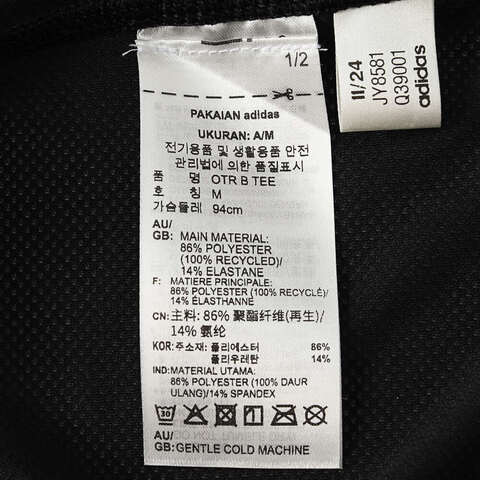 1/2
PAKAIAN adidas
UKURAN: A/M
전기용품 및 생활용품 안전
관리법에 의한 품질표시
품 명 OTR B TEE
호 칭 M
가슴둘레 94cm
AU/
GB: MAIN MATERIAL:
86% POLYESTER
(100% RECYCLED)/
14% ELASTANE
F: MATIERE PRINCIPALE:
86% POLYESTER (100% RECYCLÉ)/
14% ÉLASTHANNE
CN: 主料: 86% 聚酯纤维(再生)/
14% 氨纶
KOR: 주소재: 폴리에스터 86%
폴리우레탄 14%
IND: MATERIAL UTAMA:
86% POLYESTER (100% DAUR
ULANG)/14% SPANDEX
30
AU/
GB: GENTLE COLD MACHINE
11/24
JY8581
Q39001
adidas